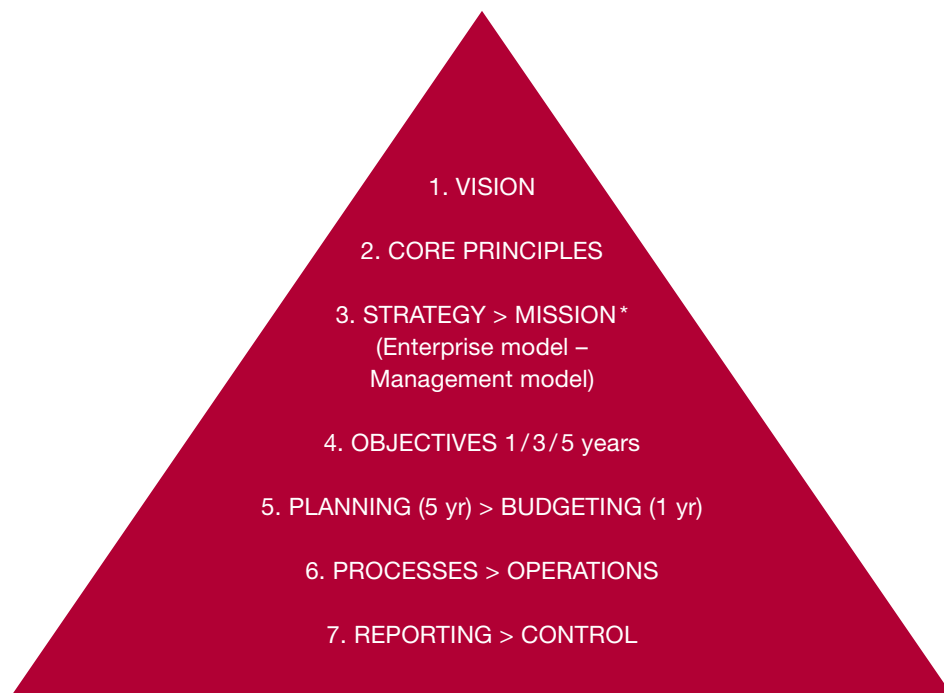 1. VISION
2. CORE PRINCIPLES
3. STRATEGY > MISSION*
(Enterprise model –
Management model)
4. OBJECTIVES 1/3/5 years
5. PLANNING (5 yr) > BUDGETING (1 yr)
6. PROCESSES > OPERATIONS
7. REPORTING > CONTROL